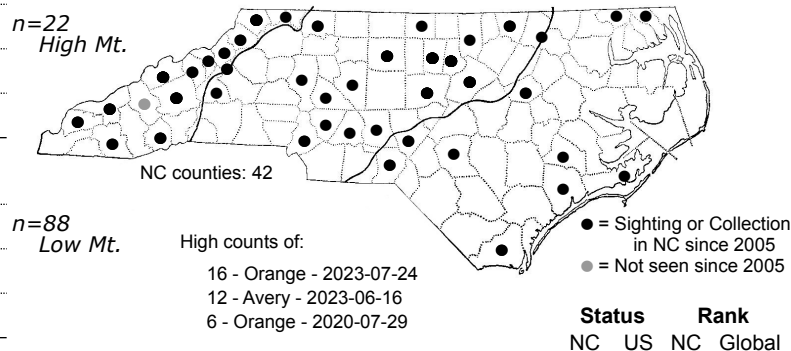 n=22
High Mt.
NC counties: 42
n=88
Low Mt.
High counts of:
16 - Orange - 2023-07-24
12 - Avery - 2023-06-16
6 - Orange - 2020-07-29
= Sighting or Collection
in NC since 2005
= Not seen since 2005
Status Rank
NC US NC Global